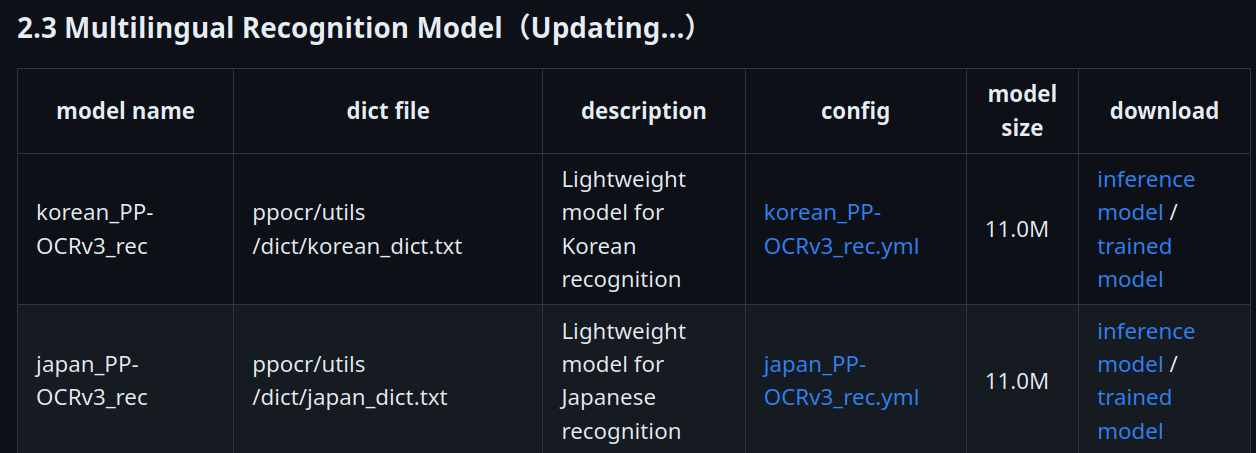 2.3 Multilingual Recognition Model（Updating...）
model name
dict file
description
config
model
size
download
korean_PP-
OCRv3_rec
ppocr/utils
/dict/korean_dict.txt
Lightweight
model for
Korean
recognition
korean_PP-
OCRv3_rec.yml
11.0M
inference
model /
trained
model
japan_PP-
OCRv3_rec
ppocr/utils
/dict/japan_dict.txt
Lightweight
model for
Japanese
recognition
japan_PP-
OCRv3_rec.yml
11.0M
inference
model /
trained
model